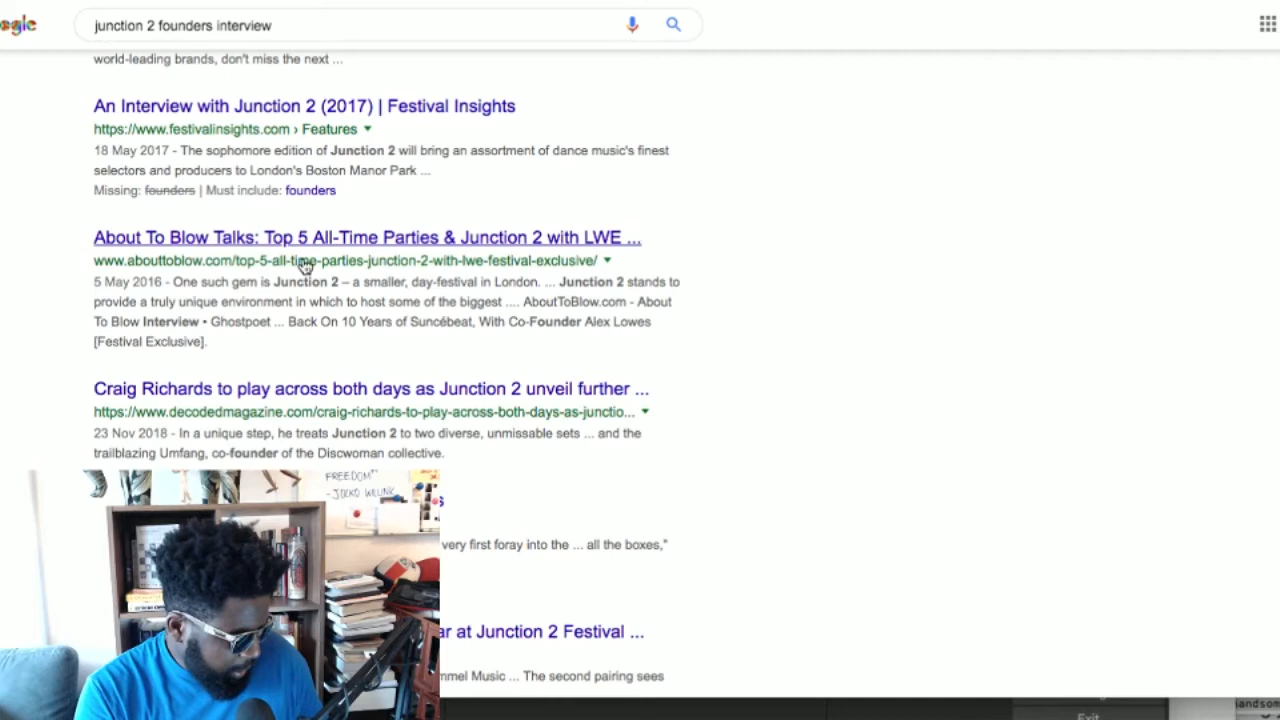 junction 2 founders interview
world-leading brands, don't miss the next ...
An Interview with Junction 2 (2017) | Festival Insights
https://www.festivalinsights.com › Features
18 May 2017 - The sophomore edition of Junction 2 will bring an assortment of dance music's finest
selectors and producers to London's Boston Manor Park ...
Missing: founders | Must include: founders
About To Blow Talks: Top 5 All-Time Parties & Junction 2 with LWE ...
www.abouttoblow.com/top-5-all-time-parties-junction-2-with-lwe-festival-exclusive/
5 May 2016 - One such gem is Junction 2 – a smaller, day-festival in London. ... Junction 2 stands to
provide a truly unique environment in which to host some of the biggest .... AboutToBlow.com - About
To Blow Interview • Ghostpoet ... Back On 10 Years of Suncébeat, With Co-Founder Alex Lowes
[Festival Exclusive].
Craig Richards to play across both days as Junction 2 unveil further ...
https://www.decodedmagazine.com/craig-richards-to-play-across-both-days-as-junctio...
23 Nov 2018 - In a unique step, he treats Junction 2 to two diverse, unmissable sets ... and the
trailblazing Umfang, co-founder of the Discwoman collective.
FREEDOM"
- JOCKO WILLINK
s
very first foray into the ... all the boxes,"
ar at Junction 2 Festival ...
nmel Music ... The second pairing sees
Exit